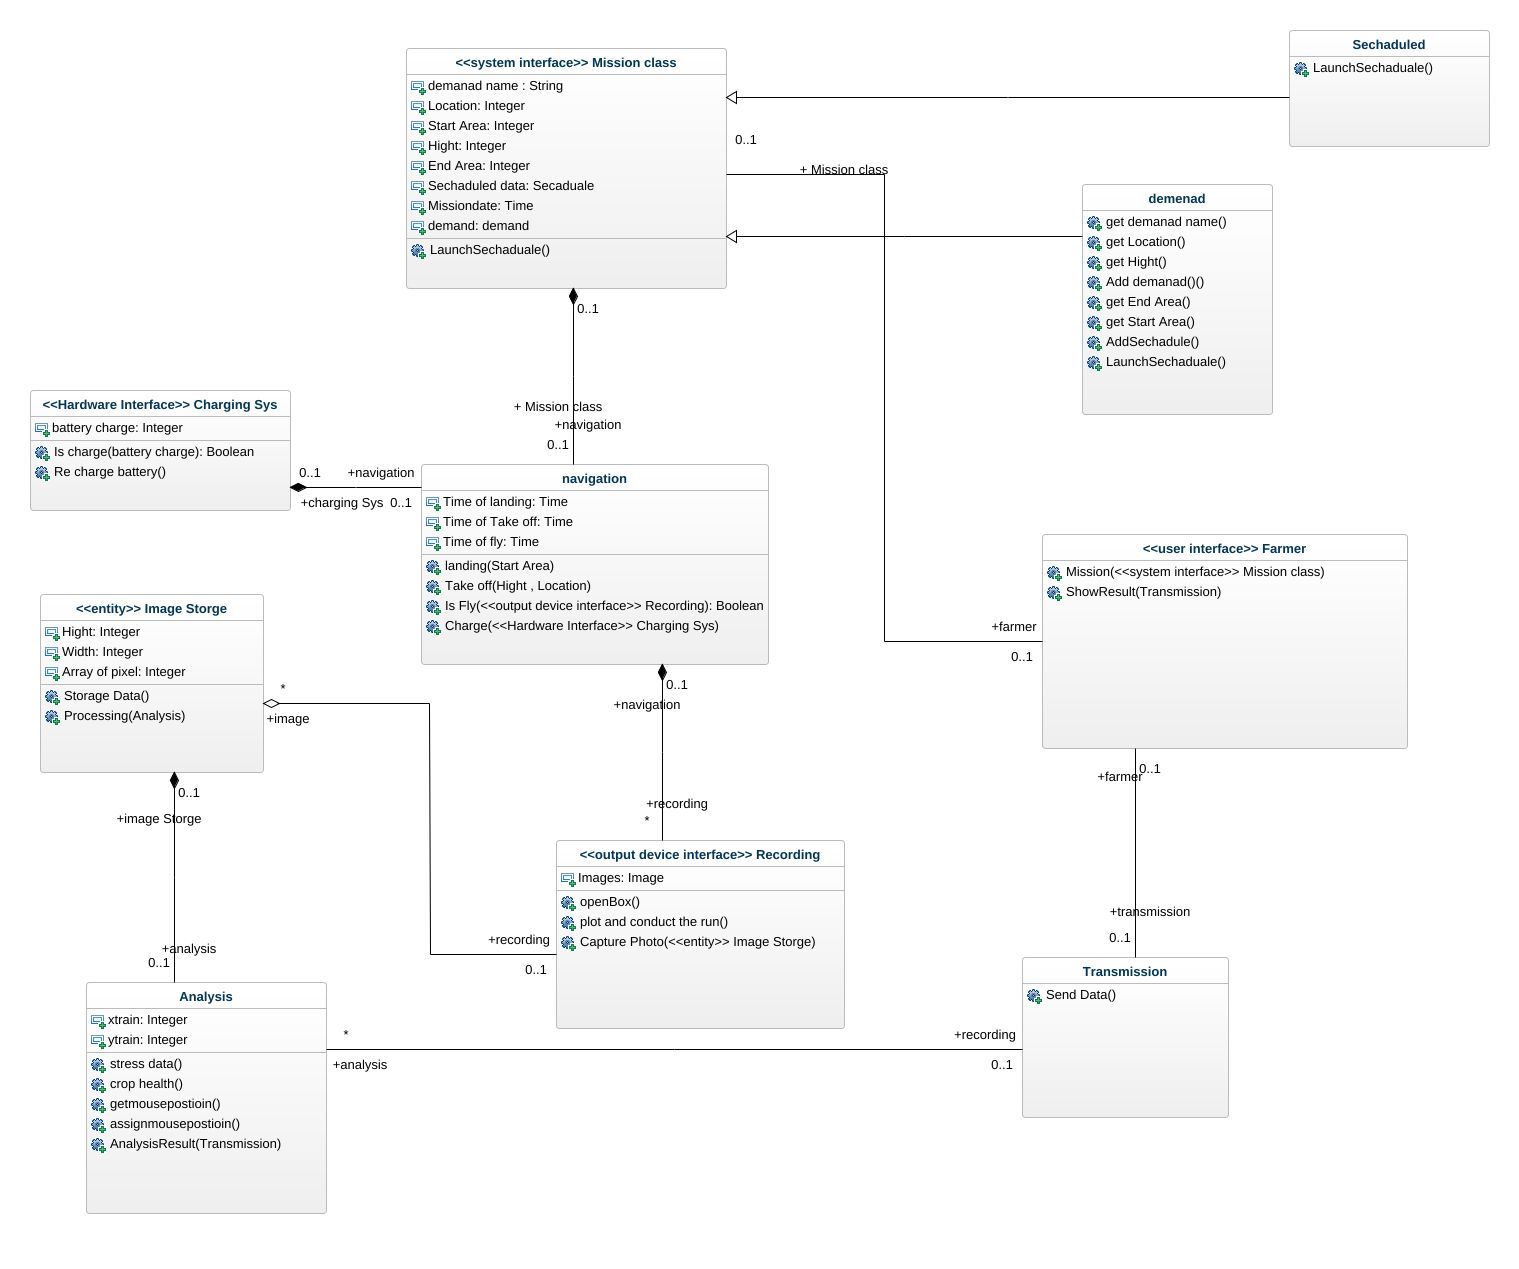 <<system interface>> Mission class
demanad name : String
Location: Integer
Start Area: Integer
Hight: Integer
End Area: Integer
Sechaduled data: Secaduale
Missiondate: Time
demand: demand
LaunchSechaduale()
Sechaduled
LaunchSechaduale()
0..1
+ Mission class
demenad
get demanad name()
get Location()
get Hight()
Add demanad()()
get End Area()
get Start Area()
AddSechadule()
LaunchSechaduale()
0..1
+ Mission class
+navigation
0..1
<<Hardware Interface>> Charging Sys
battery charge: Integer
Is charge(battery charge): Boolean
Re charge battery()
0..1
+navigation
+charging Sys
0..1
navigation
Time of landing: Time
Time of Take off: Time
Time of fly: Time
landing(Start Area)
Take off(Hight , Location)
Is Fly(<<output device interface>> Recording): Boolean
Charge(<<Hardware Interface>> Charging Sys)
<<user interface>> Farmer
Mission(<<system interface>> Mission class)
ShowResult(Transmission)
+farmer
0..1
<<entity>> Image Storge
Hight: Integer
Width: Integer
Array of pixel: Integer
Storage Data()
Processing(Analysis)
*
+image
0..1
+navigation
+recording
*
0..1
+farmer
0..1
+image Storge
<<output device interface>> Recording
Images: Image
openBox()
plot and conduct the run()
Capture Photo(<<entity>> Image Storge)
+recording
0..1
+transmission
0..1
+analysis
0..1
Transmission
Send Data()
Analysis
xtrain: Integer
ytrain: Integer
stress data()
crop health()
getmousepostioin()
assignmousepostioin()
AnalysisResult(Transmission)
*
+analysis
+recording
0..1